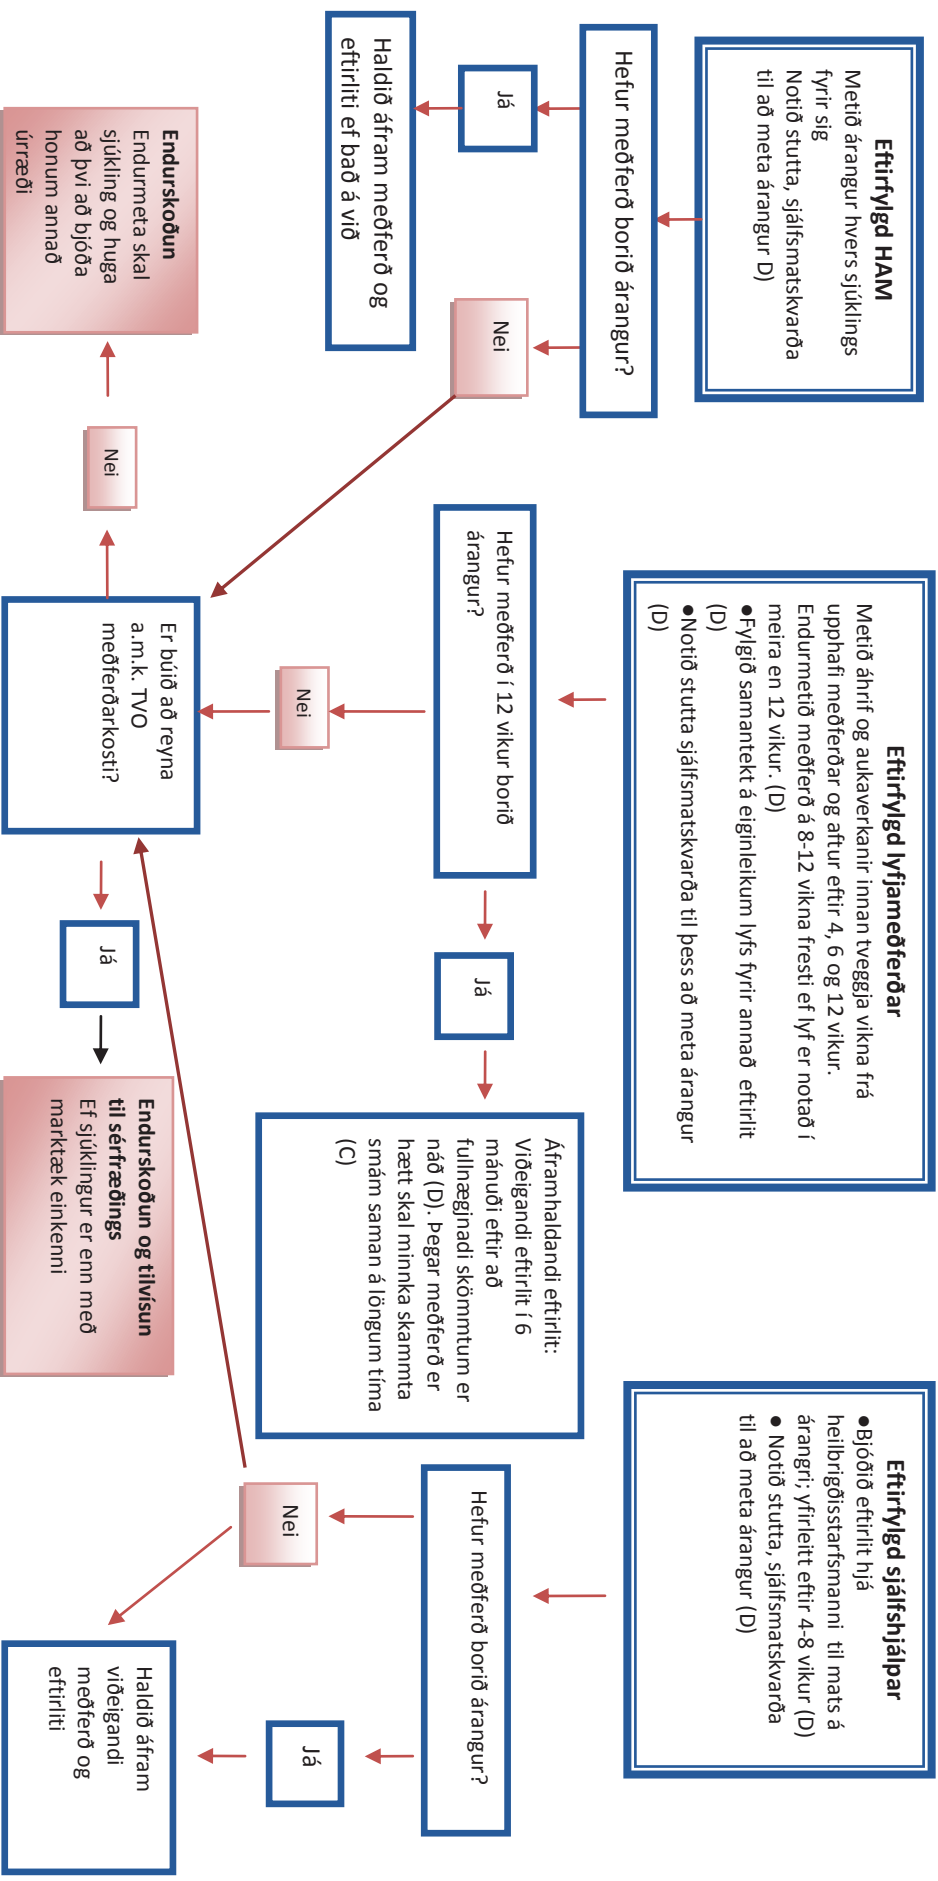 Eftirfylgd HAM
Metið árangur hvers sjúklings
fyrir sig
Notið stutta, sjálfsmatskvarða
til að meta árangur D)
Hefur meðferð borið árangur?
Já
Nei
Haldið áfram meðferð og
eftirliti ef það á við
Eftirfylgd lyfjameðferðar
Metið áhrif og aukaverkanir innan tveggja vikna frá
upphafi meðferðar og aftur eftir 4, 6 og 12 vikur.
Endurmetið meðferð á 8-12 vikna fresti ef lyf er notað í
meira en 12 vikur. (D)
●Fylgið samantekt á eiginleikum lyfs fyrir annað eftirlit
(D)
●Notið stutta sjálfsmatskvarða til þess að meta árangur
(D)
Hefur meðferð í 12 vikur borið
árangur?
Já
Áframhaldandi eftirlit:
Viðeigandi eftirlit í 6
mánuði eftir að
fullnægjnadi skömmtum er
náð (D). Þegar meðferð er
hætt skal minnka skammta
smám saman á löngum tíma
(C)
Nei
Er búið að reyna
a.m.k. TVO
meðferðarkosti?
Nei
Endurskoðun
Endurmeta skal
sjúkling og huga
að því að bjóða
honum annað
úrræði
Já
Endurskoðun og tilvísun
til sérfræðings
Ef sjúklingur er enn með
marktæk einkenni
Eftirfylgd sjálfshjálpar
●Bjóðið eftirlit hjá
heilbrigðisstarfsmanni til mats á
árangri; yfirleitt eftir 4-8 vikur (D)
● Notið stutta, sjálfsmatskvarða
til að meta árangur (D)
Hefur meðferð borið árangur?
Nei
Já
Haldið áfram
viðeigandi
meðferð og
eftirliti